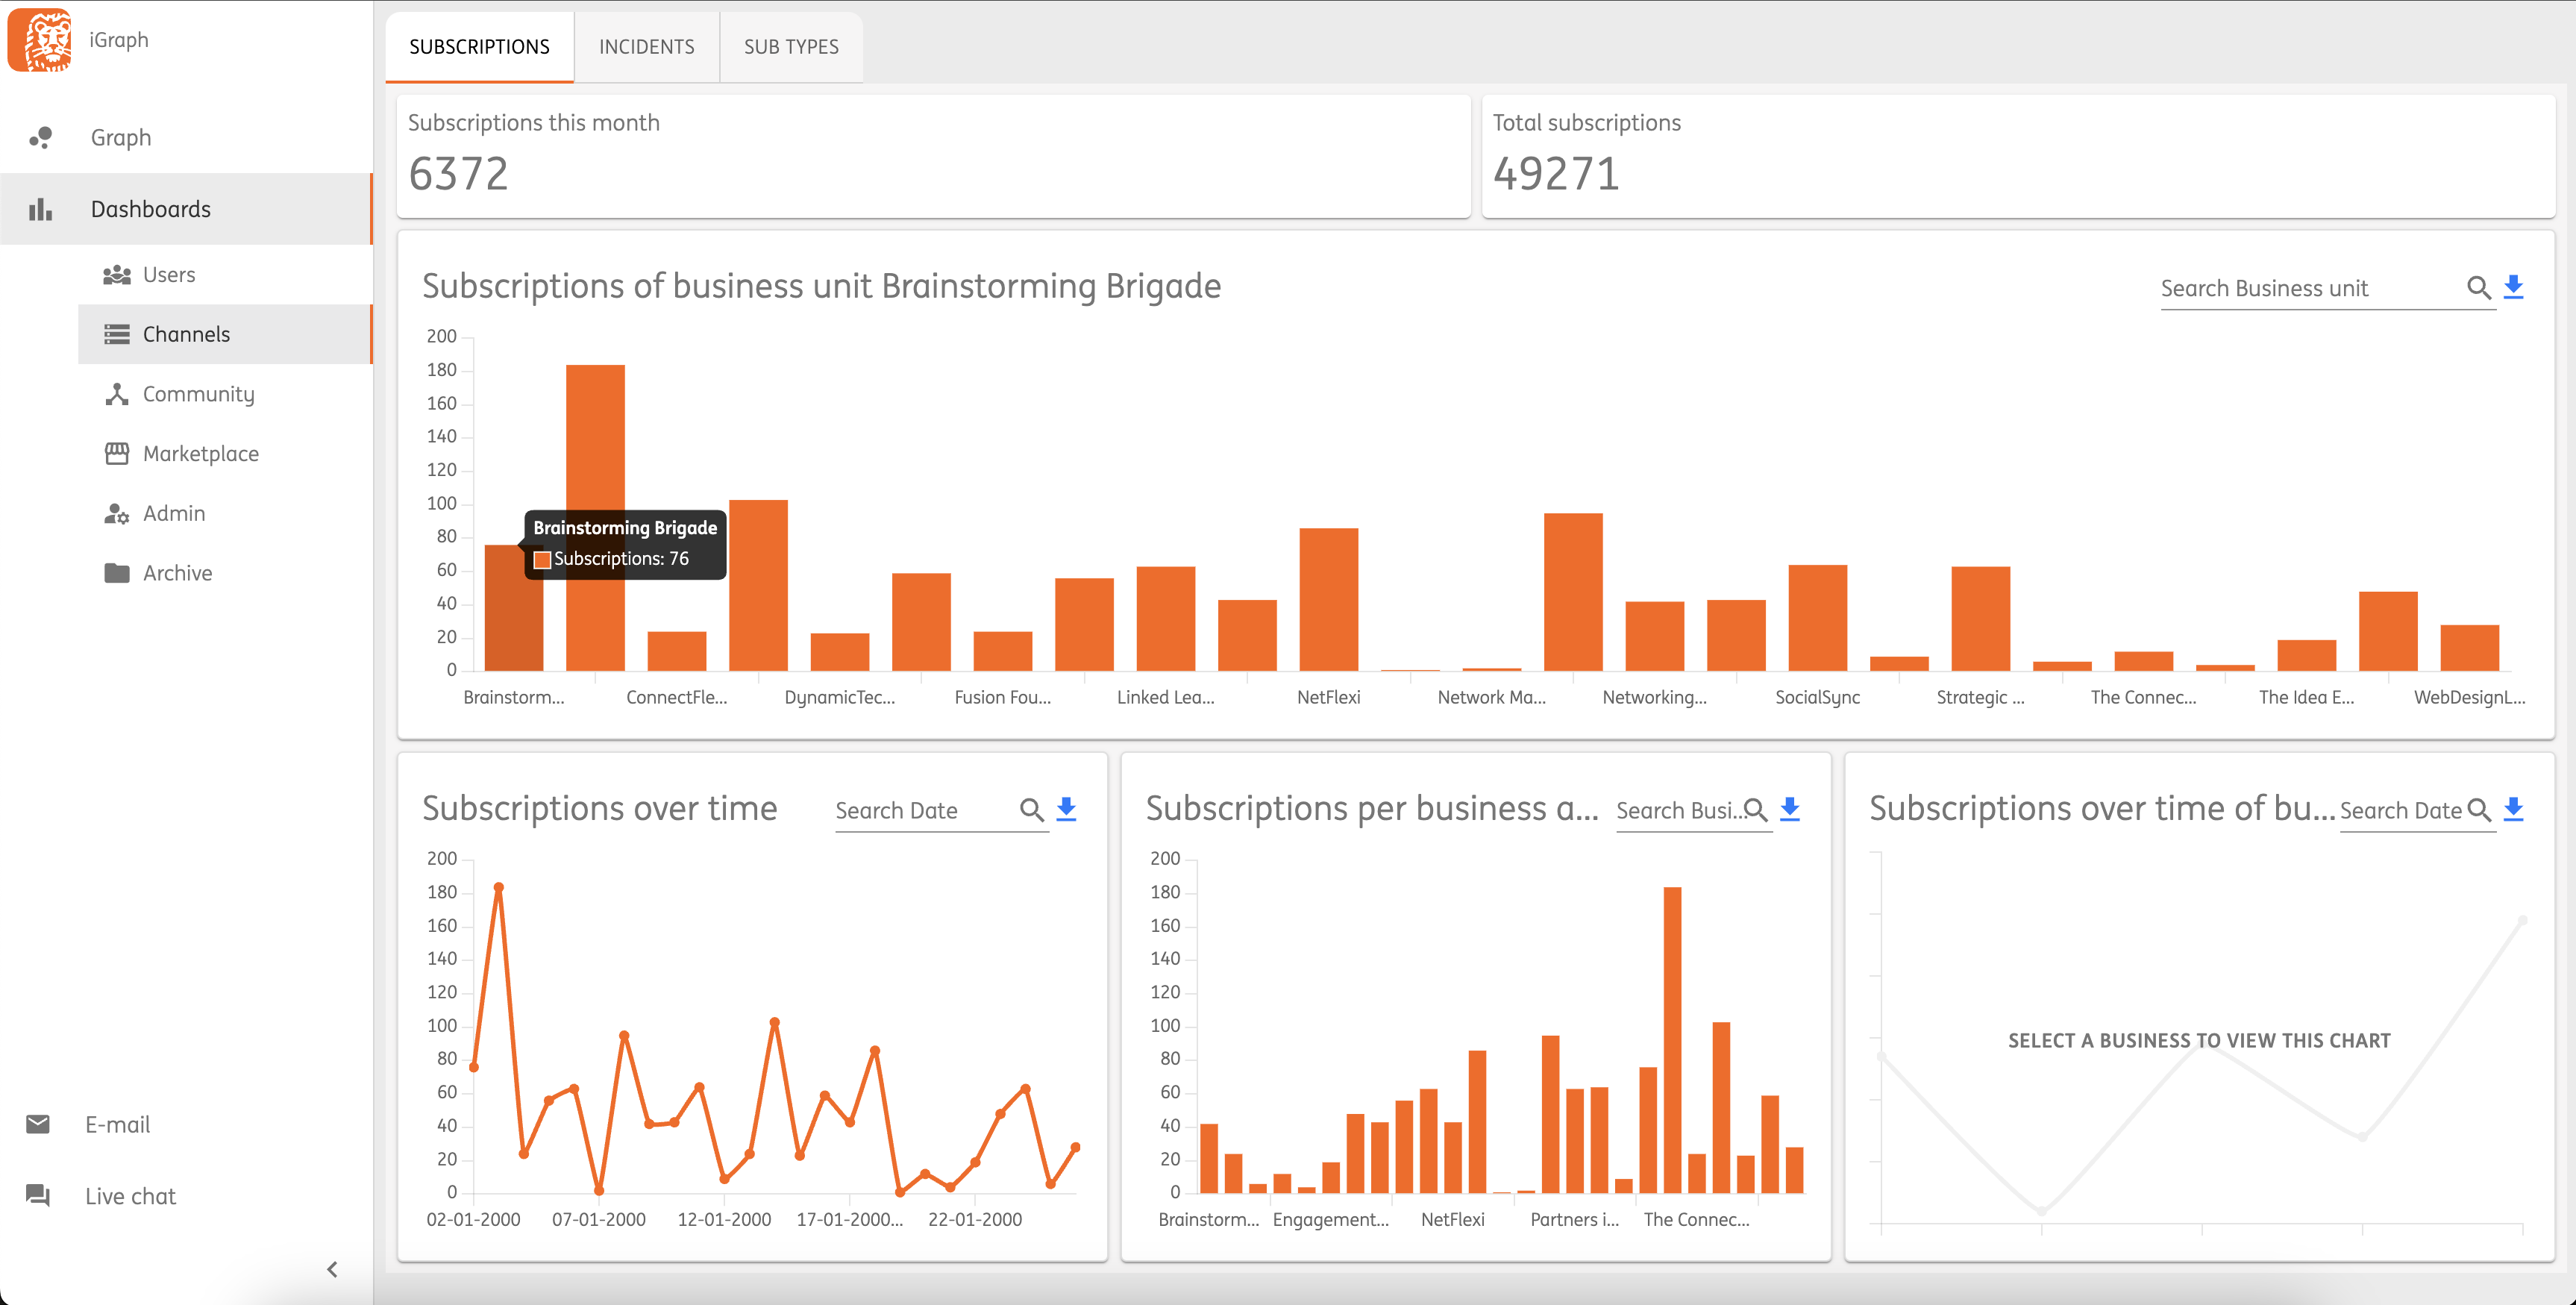 iGraph
Graph
Dashboards
Users
Channels
Community
Marketplace
Admin
Archive
E-mail
Live chat
SUBSCRIPTIONS
INCIDENTS
SUB TYPES
Subscriptions this month
6372
Total subscriptions
49271
Subscriptions of business unit Brainstorming Brigade
Search Business unit
200
180
160
140
120
100
80
60
40
20
0
Brainstorming Brigade
Subscriptions: 76
Brainstorm...
ConnectFle...
DynamicTec...
Fusion Fou...
Linked Lea...
NetFlexi
Network Ma...
Networking...
SocialSync
Strategic ...
The Connec...
The Idea E...
WebDesignL...
Subscriptions over time
Search Date
200
180
160
140
120
100
80
60
40
20
0
02-01-2000
07-01-2000
12-01-2000
17-01-2000...
22-01-2000
Subscriptions per business a...
Search Busi...
200
180
160
140
120
100
80
60
40
20
0
Brainstorm...
Engagement...
NetFlexi
Partners i...
The Connec...
Subscriptions over time of bu...
Search Date
SELECT A BUSINESS TO VIEW THIS CHART